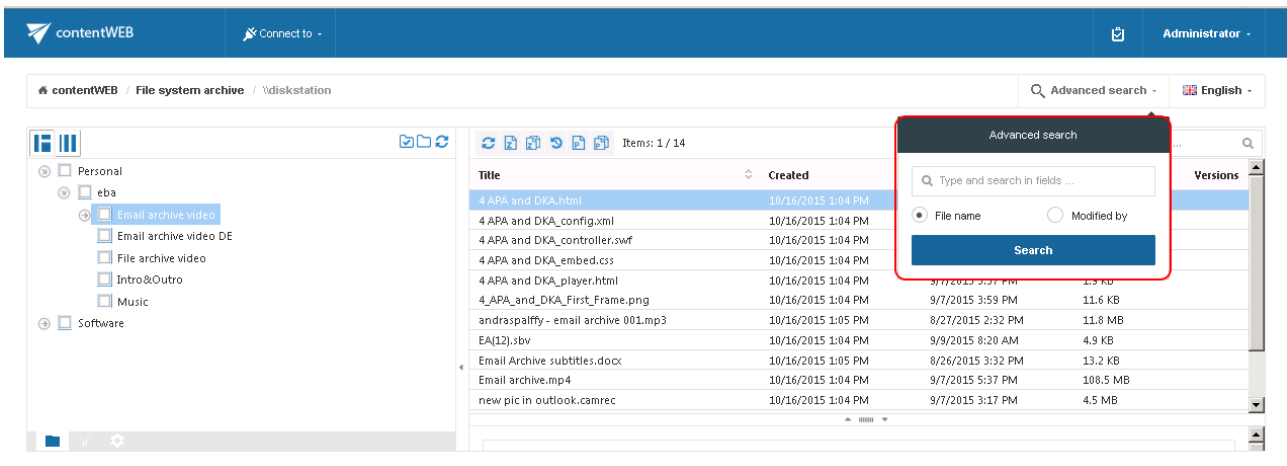 contentWEB Connect to - Administrator -
contentWEB / File system archive / \\diskstation Advanced search - English -
Advanced search
Items: 1 / 14 ...
Personal
eba
Email archive video
Email archive video DE
File archive video
Intro&Outro
Music
Software
Title Created Versions
Type and search in fields ...
File name Modified by
Search
4 APA and DKA.html 10/16/2015 1:04 PM
4 APA and DKA_config.xml 10/16/2015 1:04 PM
4 APA and DKA_controller.swf 10/16/2015 1:04 PM
4 APA and DKA_embed.css 10/16/2015 1:04 PM
4 APA and DKA_player.html 10/16/2015 1:04 PM 9/7/2015 5:37 PM 1.9 KB
4_APA_and_DKA_First_Frame.png 10/16/2015 1:04 PM 9/7/2015 3:59 PM 11.6 KB
andraspalffy - email archive 001.mp3 10/16/2015 1:05 PM 8/27/2015 2:32 PM 11.8 MB
EA(12).sbv 10/16/2015 1:04 PM 9/9/2015 8:20 AM 4.9 KB
Email Archive subtitles.docx 10/16/2015 1:05 PM 8/26/2015 3:32 PM 13.2 KB
Email archive.mp4 10/16/2015 1:04 PM 9/7/2015 5:37 PM 108.5 MB
new pic in outlook.camrec 10/16/2015 1:04 PM 9/7/2015 3:17 PM 4.5 MB